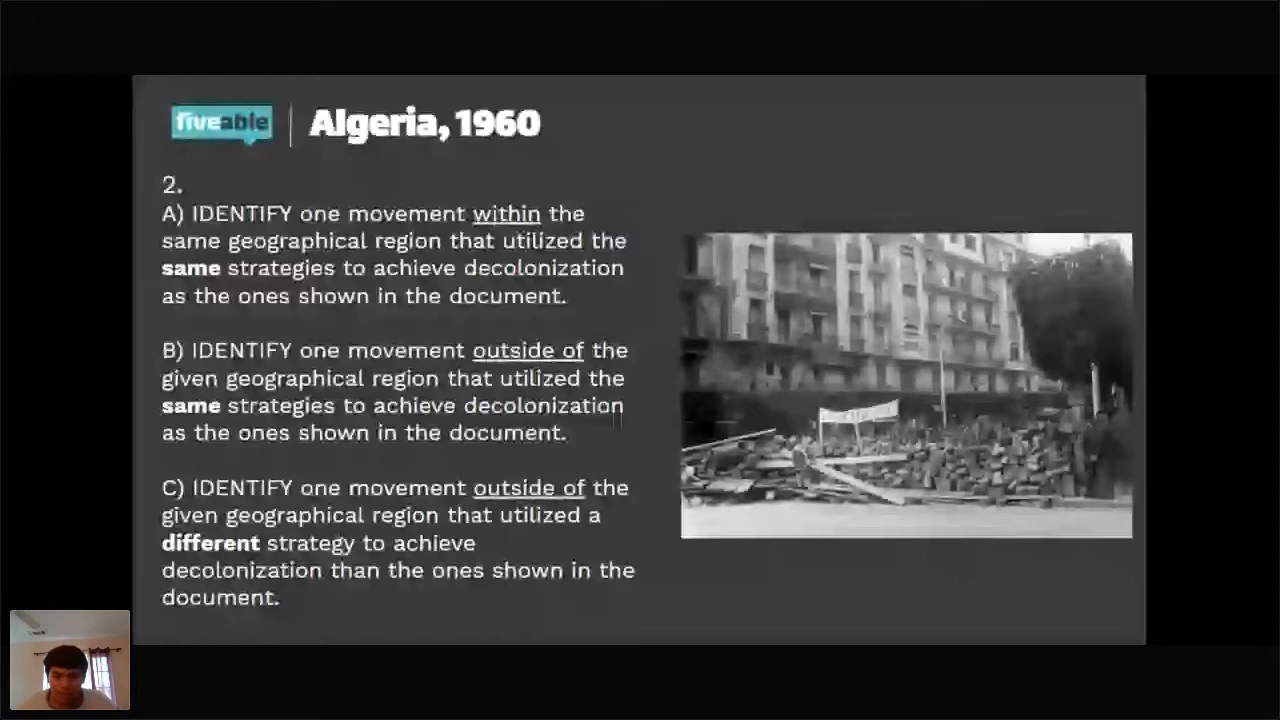 fiveable
Algeria, 1960
2.
A) IDENTIFY one movement within the
same geographical region that utilized the
same strategies to achieve decolonization
as the ones shown in the document.
B) IDENTIFY one movement outside of the
given geographical region that utilized the
same strategies to achieve decolonization
as the ones shown in the document.
C) IDENTIFY one movement outside of the
given geographical region that utilized a
different strategy to achieve
decolonization than the ones shown in the
document.